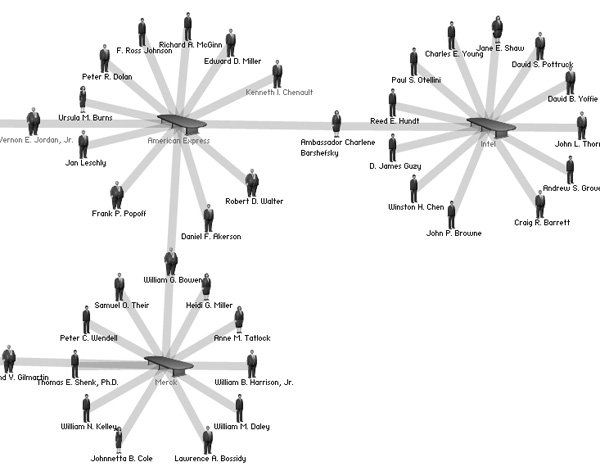 Richard A. McGinn
F. Ross Johnson
Edward D. Miller
Peter R. Dolan
Kenneth I. Chenault
Ursula M. Burns
Vernon E. Jordan, Jr.
American Express
Jan Leschly
Robert D. Walter
Frank P. Popoff
Daniel F. Akerson
Ambassador Charlene
Barshefsky
Jane E. Shaw
Charles E. Young
David S. Pottruck
Paul S. Otellini
David B. Yoffie
Reed E. Hundt
Intel
John L. Thorn
D. James Guzy
Andrew S. Grove
Winston H. Chen
Craig R. Barrett
John P. Browne
William G. Bowen
Samuel O. Their
Heidi G. Miller
Peter C. Wendell
Anne M. Tatlock
nd V. Gilmartin
Thomas E. Shenk, Ph.D.
Merck
William B. Harrison, Jr.
William N. Kelley
William M. Daley
Johnnetta B. Cole
Lawrence A. Bossidy